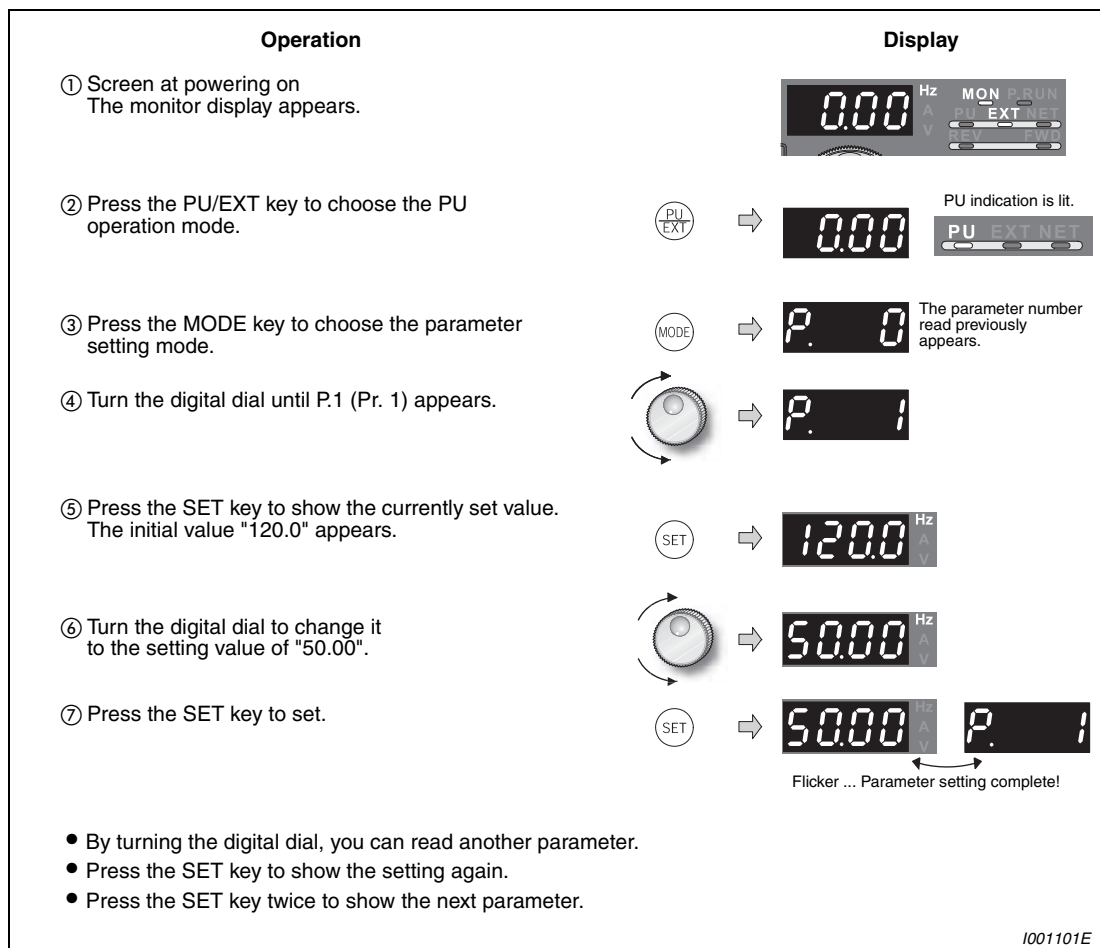 Operation
Display
① Screen at powering on
The monitor display appears.
0.00
Hz
A
V
MON P.RUN
PU EXT NET
REV FWD
② Press the PU/EXT key to choose the PU
operation mode.
PU
EXT
0.00
PU indication is lit.
PU EXT NET
③ Press the MODE key to choose the parameter
setting mode.
MODE
P. 0
The parameter number
read previously
appears.
④ Turn the digital dial until P.1 (Pr. 1) appears.
P. 1
⑤ Press the SET key to show the currently set value.
The initial value "120.0" appears.
SET
120.0
Hz
A
V
⑥ Turn the digital dial to change it
to the setting value of "50.00".
50.00
Hz
A
V
⑦ Press the SET key to set.
SET
50.00
Hz
A
V
P. 1
Flicker ... Parameter setting complete!
● By turning the digital dial, you can read another parameter.
● Press the SET key to show the setting again.
● Press the SET key twice to show the next parameter.
I001101E